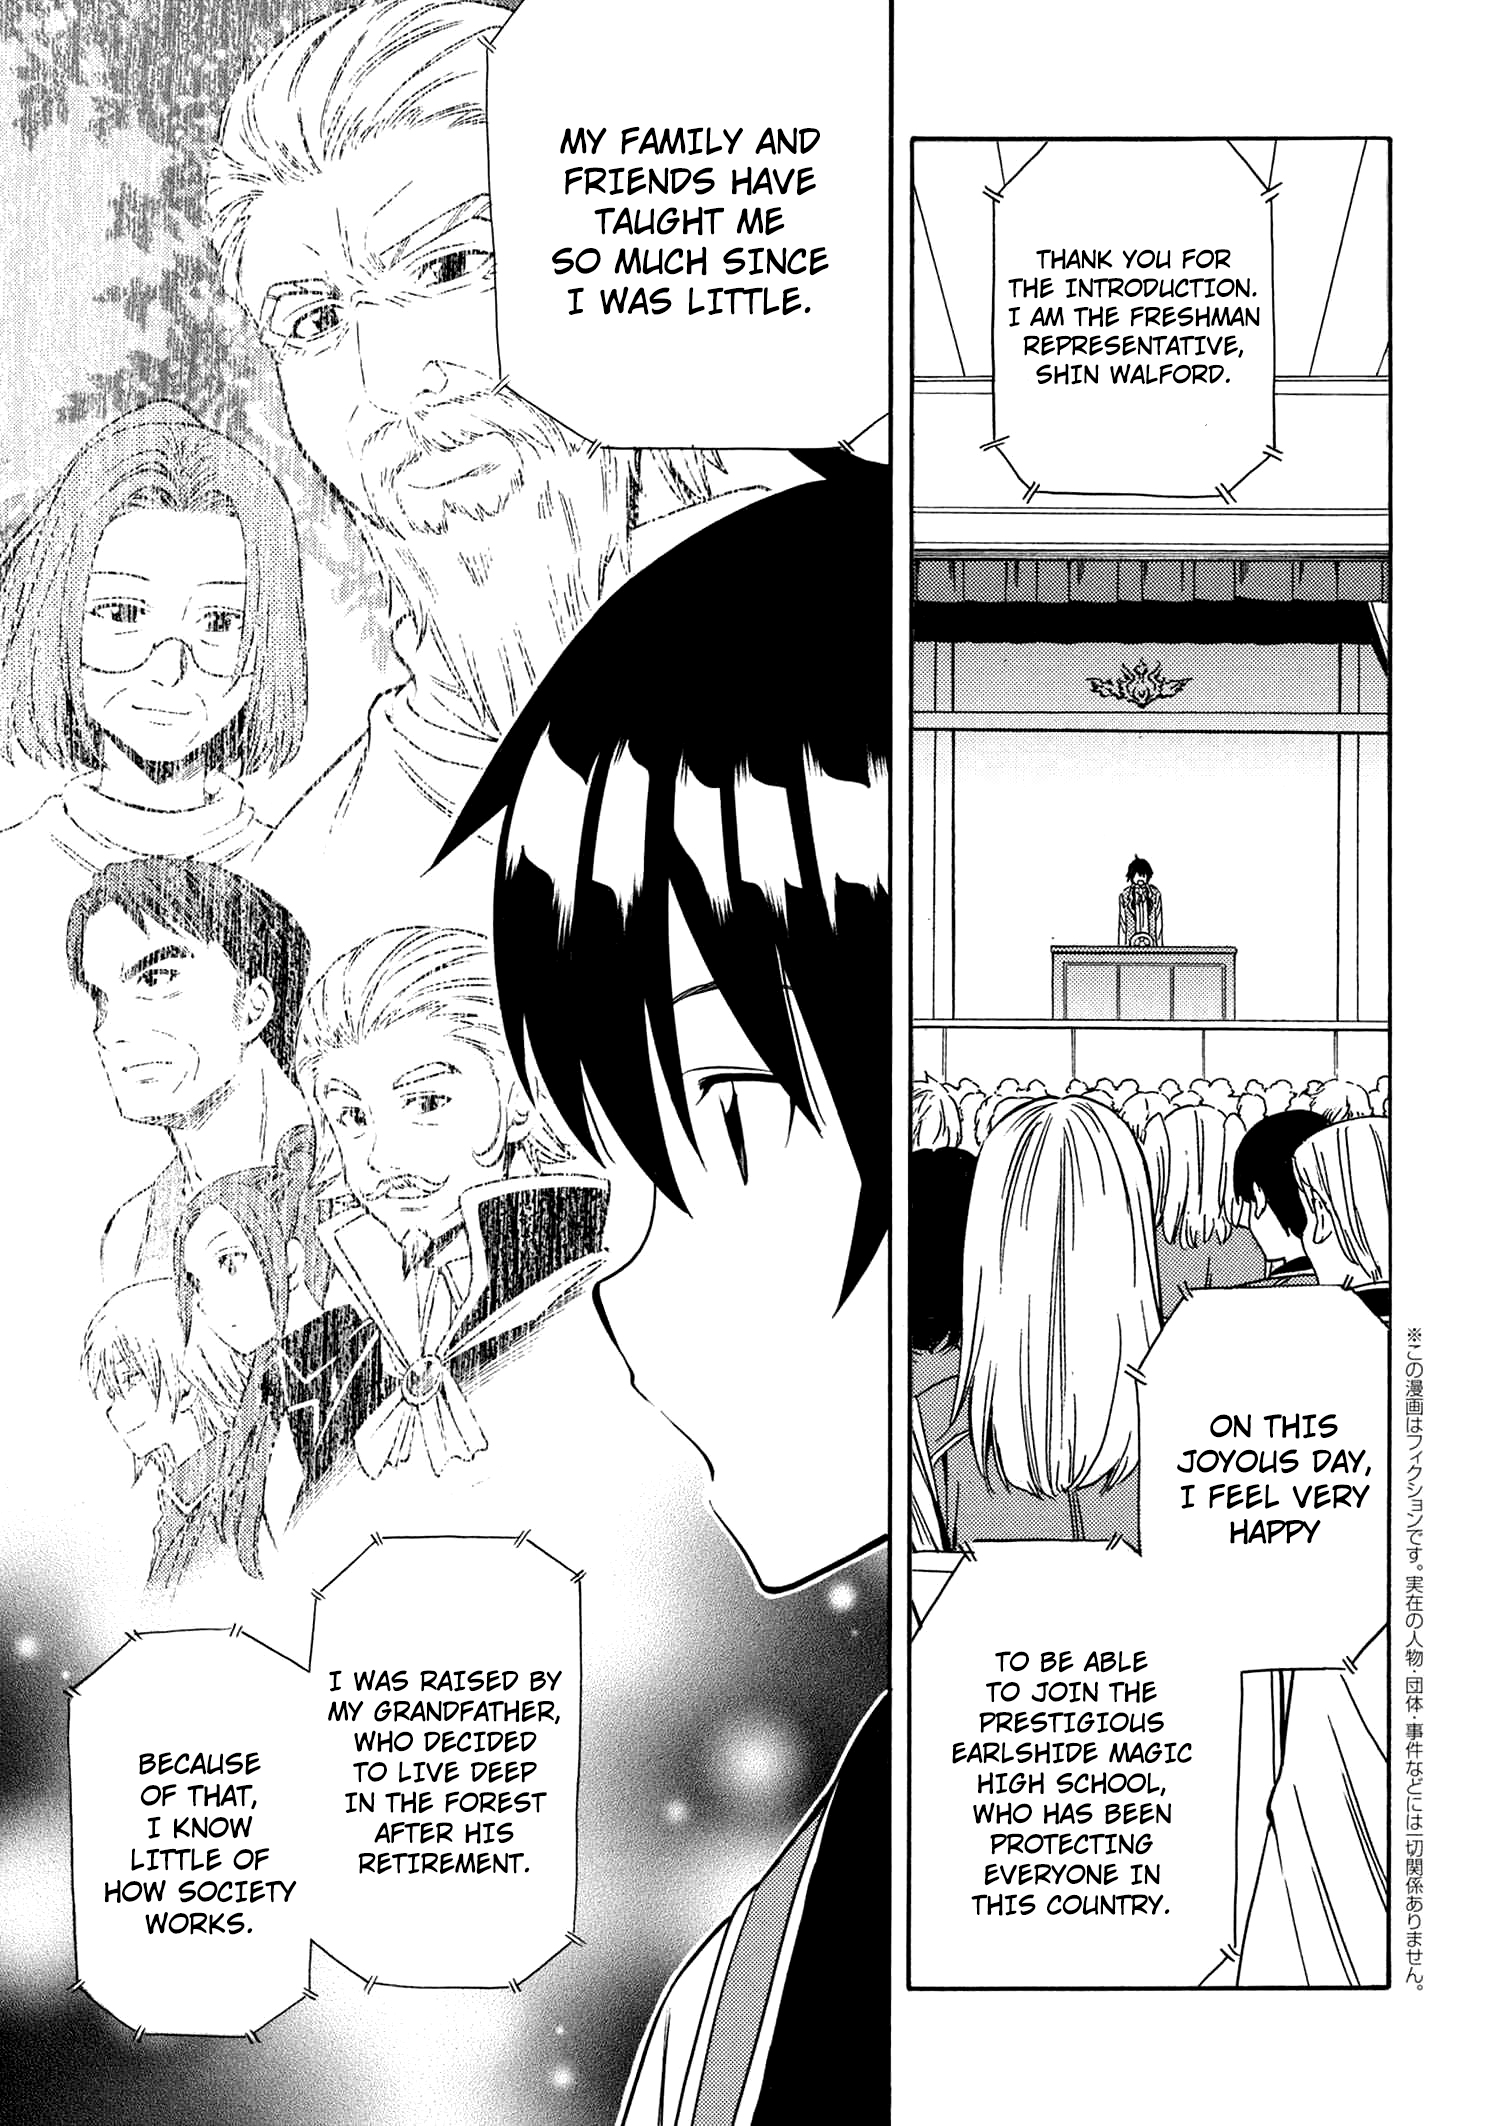 THANK YOU FOR
THE INTRODUCTION.
I AM THE FRESHMAN
REPRESENTATIVE,
SHIN WALFORD.
ON THIS
JOYOUS DAY,
I FEEL VERY
HAPPY
TO BE ABLE
TO JOIN THE
PRESTIGIOUS
EARLSHIDE MAGIC
HIGH SCHOOL,
WHO HAS BEEN
PROTECTING
EVERYONE IN
THIS COUNTRY.
※この漫画はフィクションです。実在の人物・団体・事件などには一切関係ありません。
MY FAMILY AND
FRIENDS HAVE
TAUGHT ME
SO MUCH SINCE
I WAS LITTLE.
I WAS RAISED BY
MY GRANDFATHER,
WHO DECIDED
TO LIVE DEEP
IN THE FOREST
AFTER HIS
RETIREMENT.
BECAUSE
OF THAT,
I KNOW
LITTLE OF
HOW SOCIETY
WORKS.